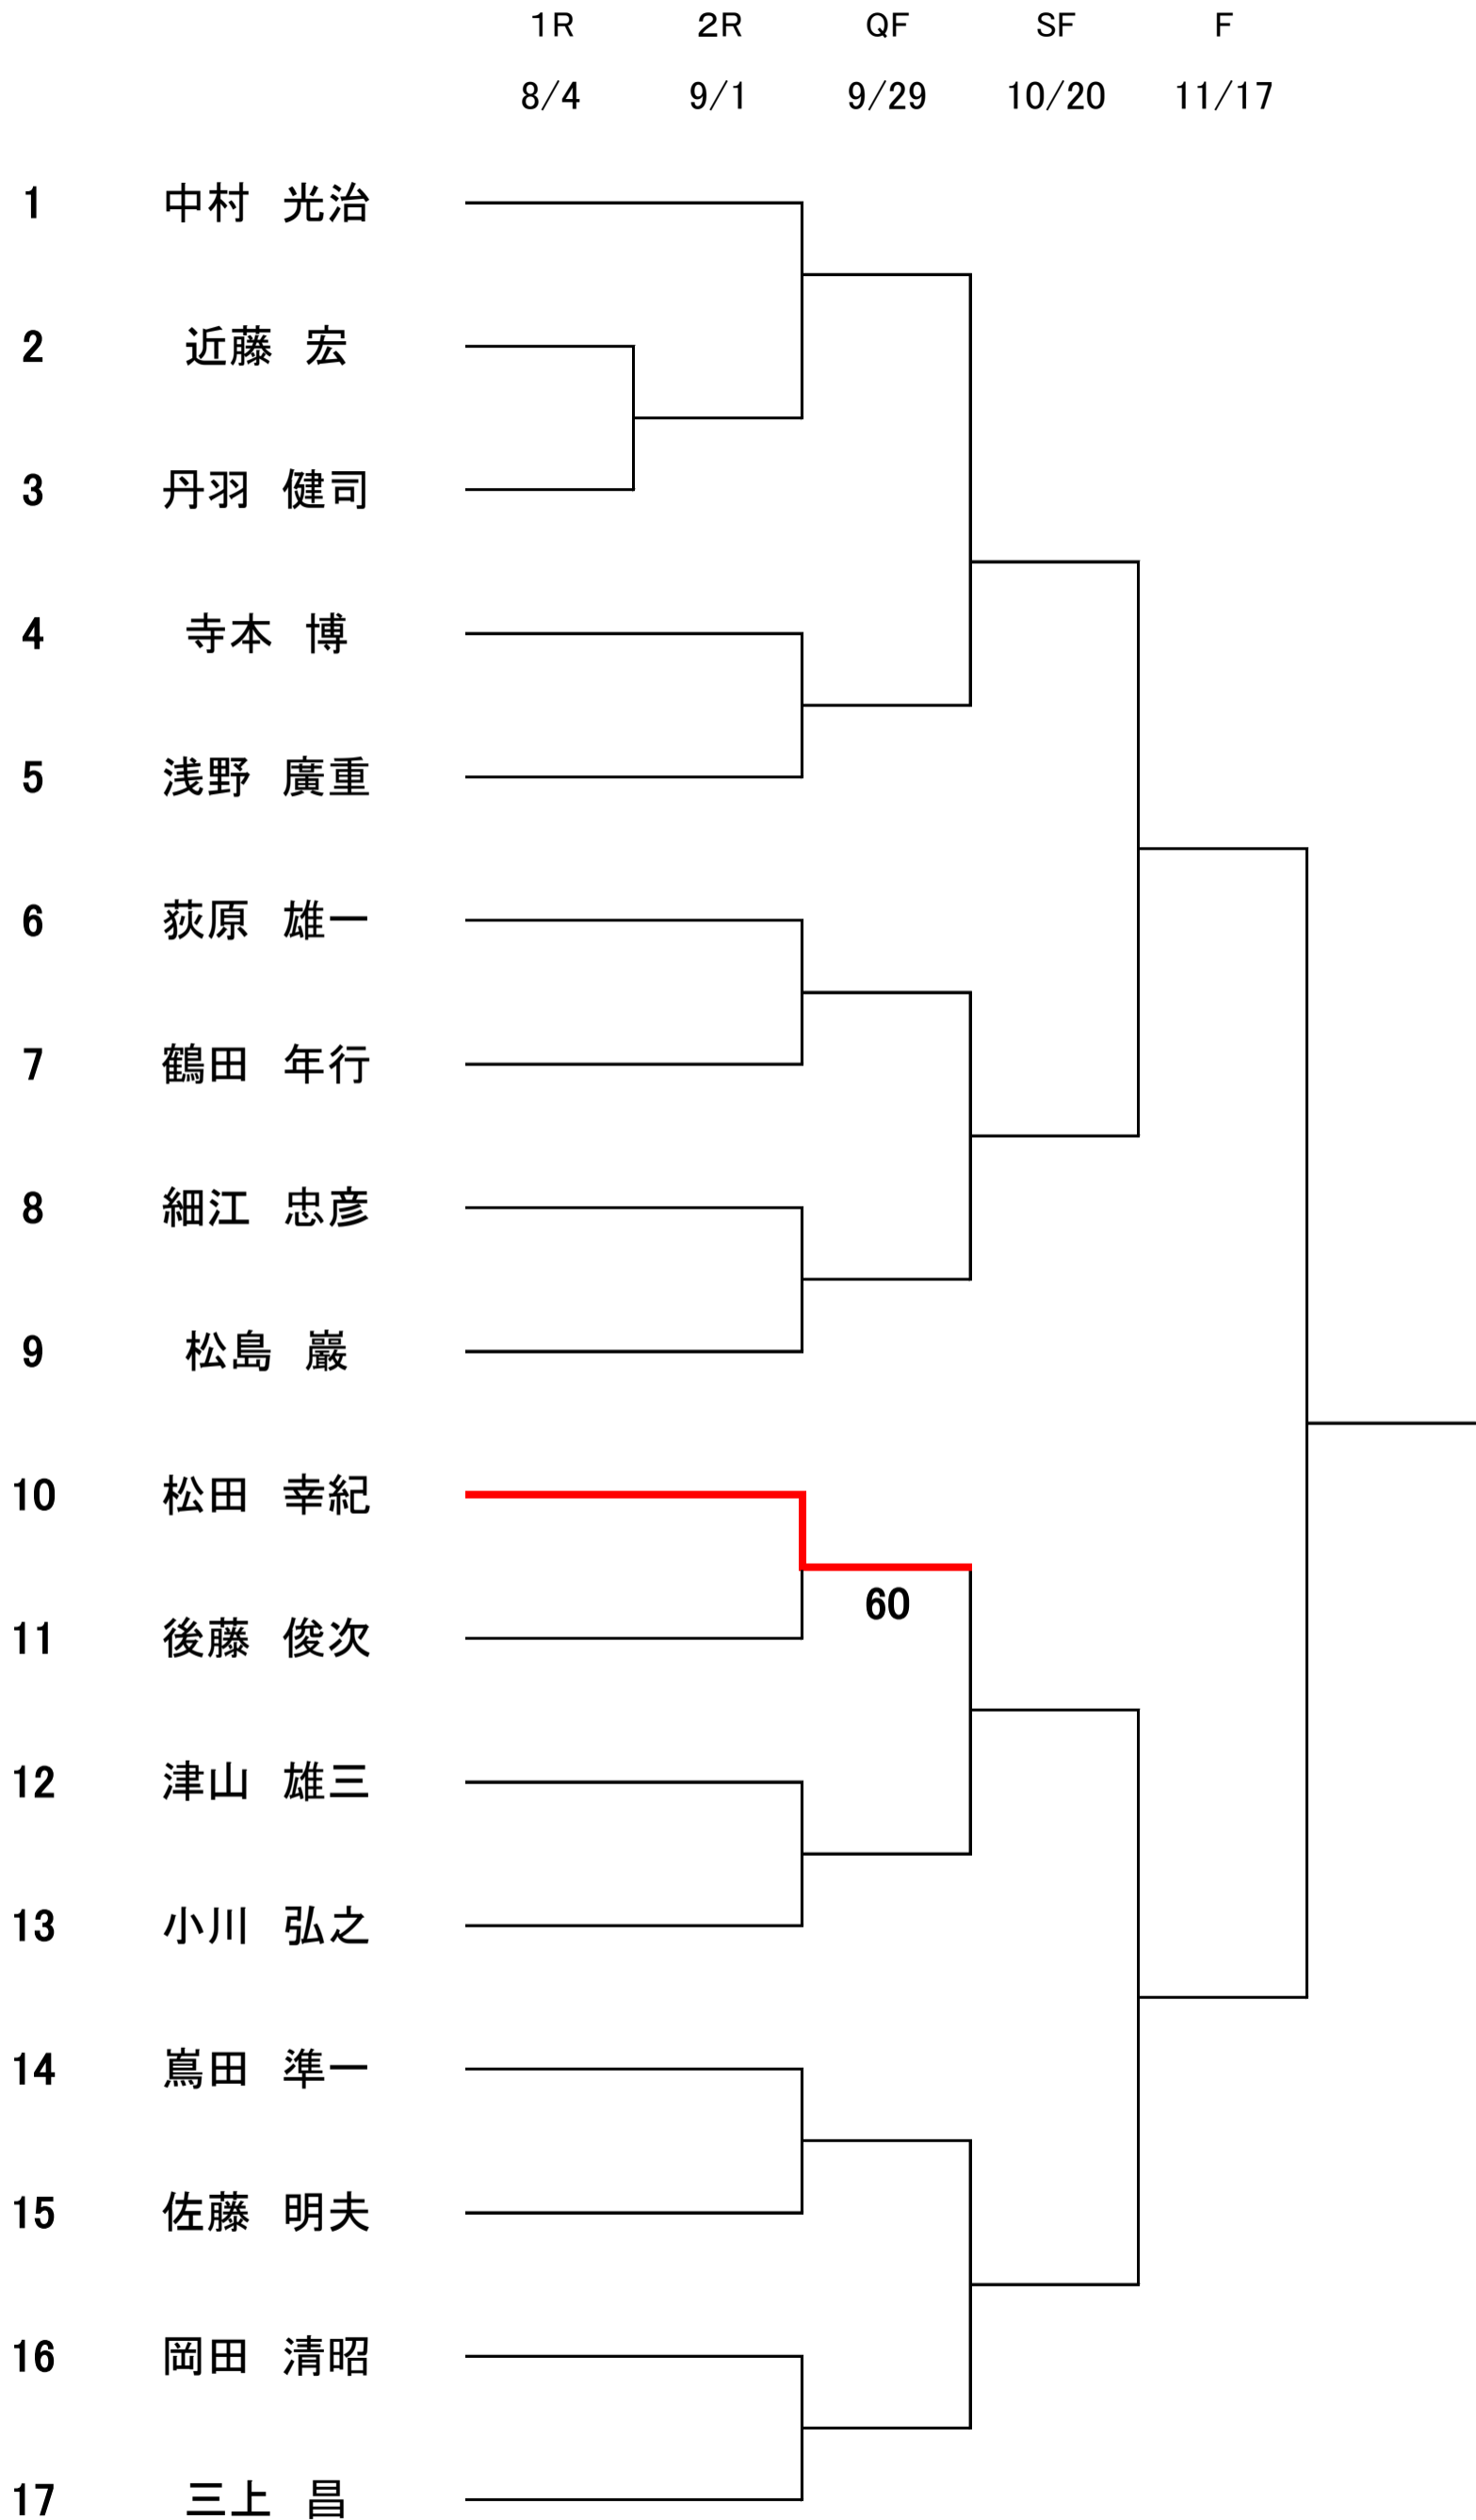 1R 2R QF SF F
8/4 9/1 9/29 10/20 11/17
1 中村 光治
2 近藤 宏
3 丹羽 健司
4 寺本 博
5 浅野 廣重
6 荻原 雄一
7 鶴田 年行
8 細江 忠彦
9 松島 巌
10 松田 幸紀
60
11 後藤 俊次
12 津山 雄三
13 小川 弘之
14 蔦田 準一
15 佐藤 明夫
16 岡田 清昭
17 三上 昌